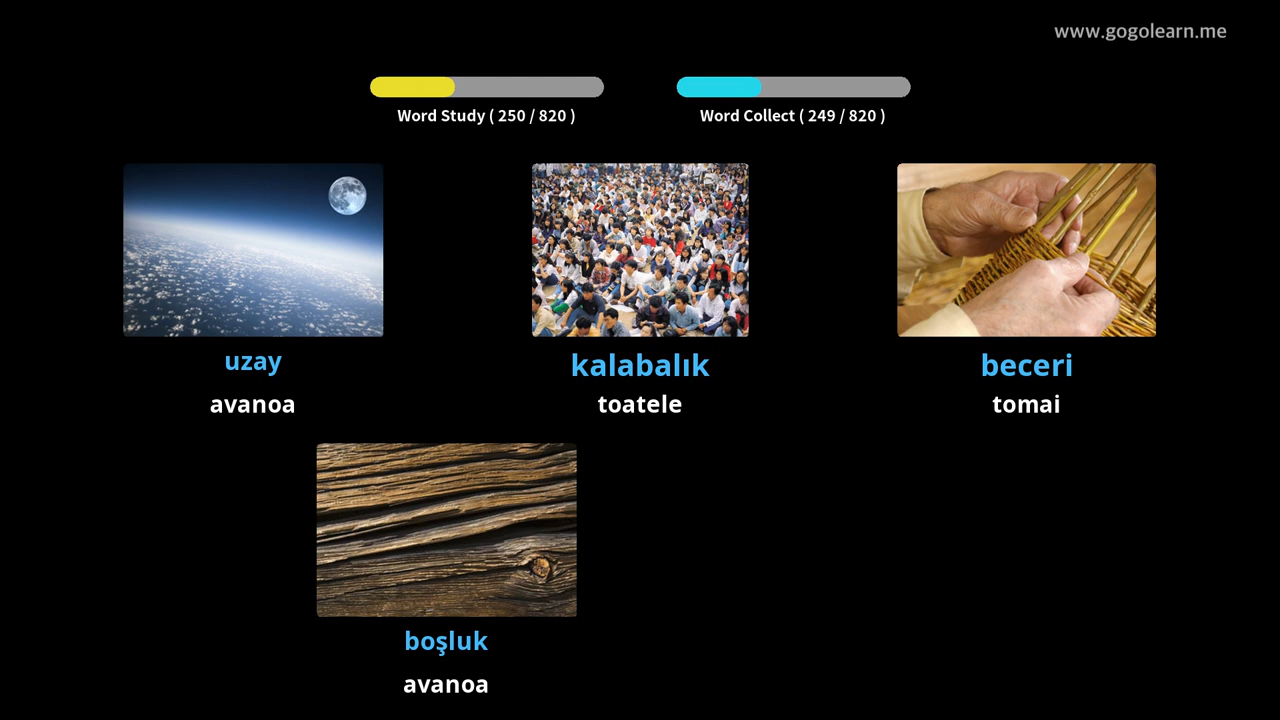 www.gogolearn.me
Word Study ( 250 / 820 )
Word Collect ( 249 / 820 )
uzay
avanoa
kalabalık
toatele
beceri
tomai
boşluk
avanoa